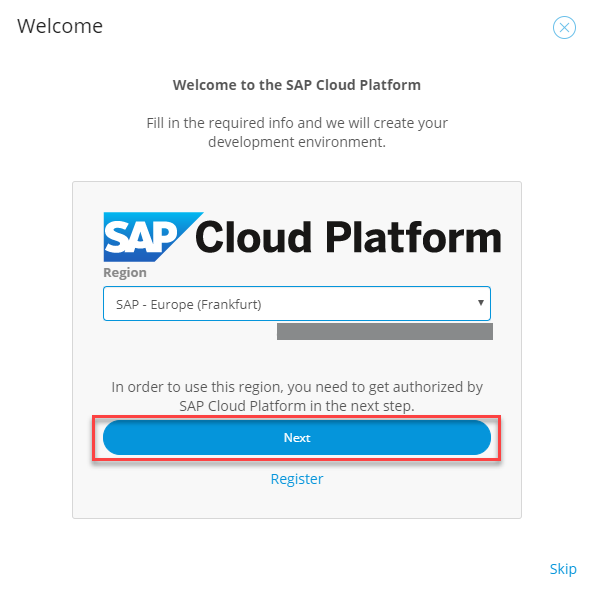 Welcome
Welcome to the SAP Cloud Platform
Fill in the required info and we will create your
development environment.
SAP Cloud Platform
Region
SAP - Europe (Frankfurt)
In order to use this region, you need to get authorized by
SAP Cloud Platform in the next step.
Next
Register
Skip